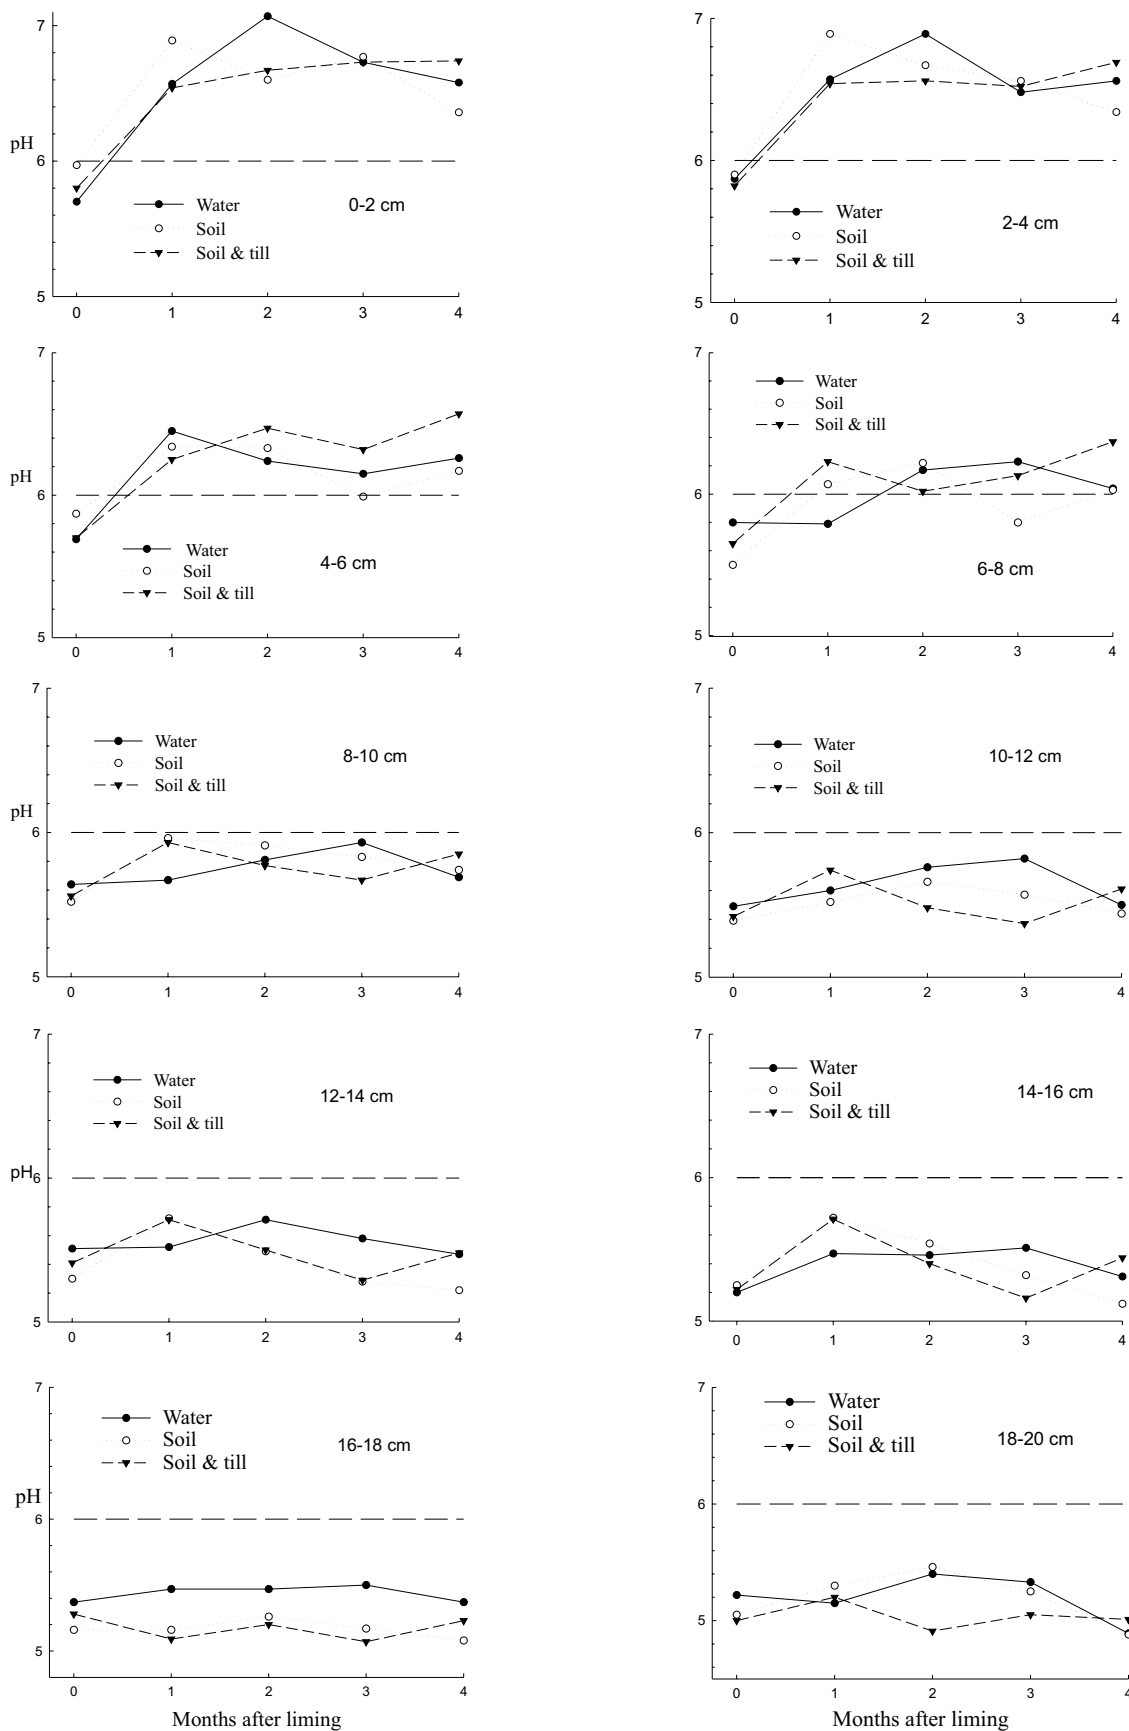 7
7
pH
6
6
Water
0-2 cm
Soil
Soil & till
Water
2-4 cm
Soil
Soil & till
5
5
0 1 2 3 4
0 1 2 3 4
7
7
Water
Soil
Soil & till
pH
6
6
Water
4-6 cm
Soil
Soil & till
6-8 cm
5
5
0 1 2 3 4
0 1 2 3 4
7
7
Water
8-10 cm
Soil
Soil & till
Water
10-12 cm
Soil
Soil & till
pH
6
6
5
5
0 1 2 3 4
0 1 2 3 4
7
7
Water
12-14 cm
Soil
Soil & till
Water
14-16 cm
Soil
Soil & till
pH
6
6
5
5
0 1 2 3 4
0 1 2 3 4
7
7
Water
16-18 cm
Soil
Soil & till
Water
18-20 cm
Soil
Soil & till
pH
6
6
5
5
0 1 2 3 4
0 1 2 3 4
Months after liming
Months after liming